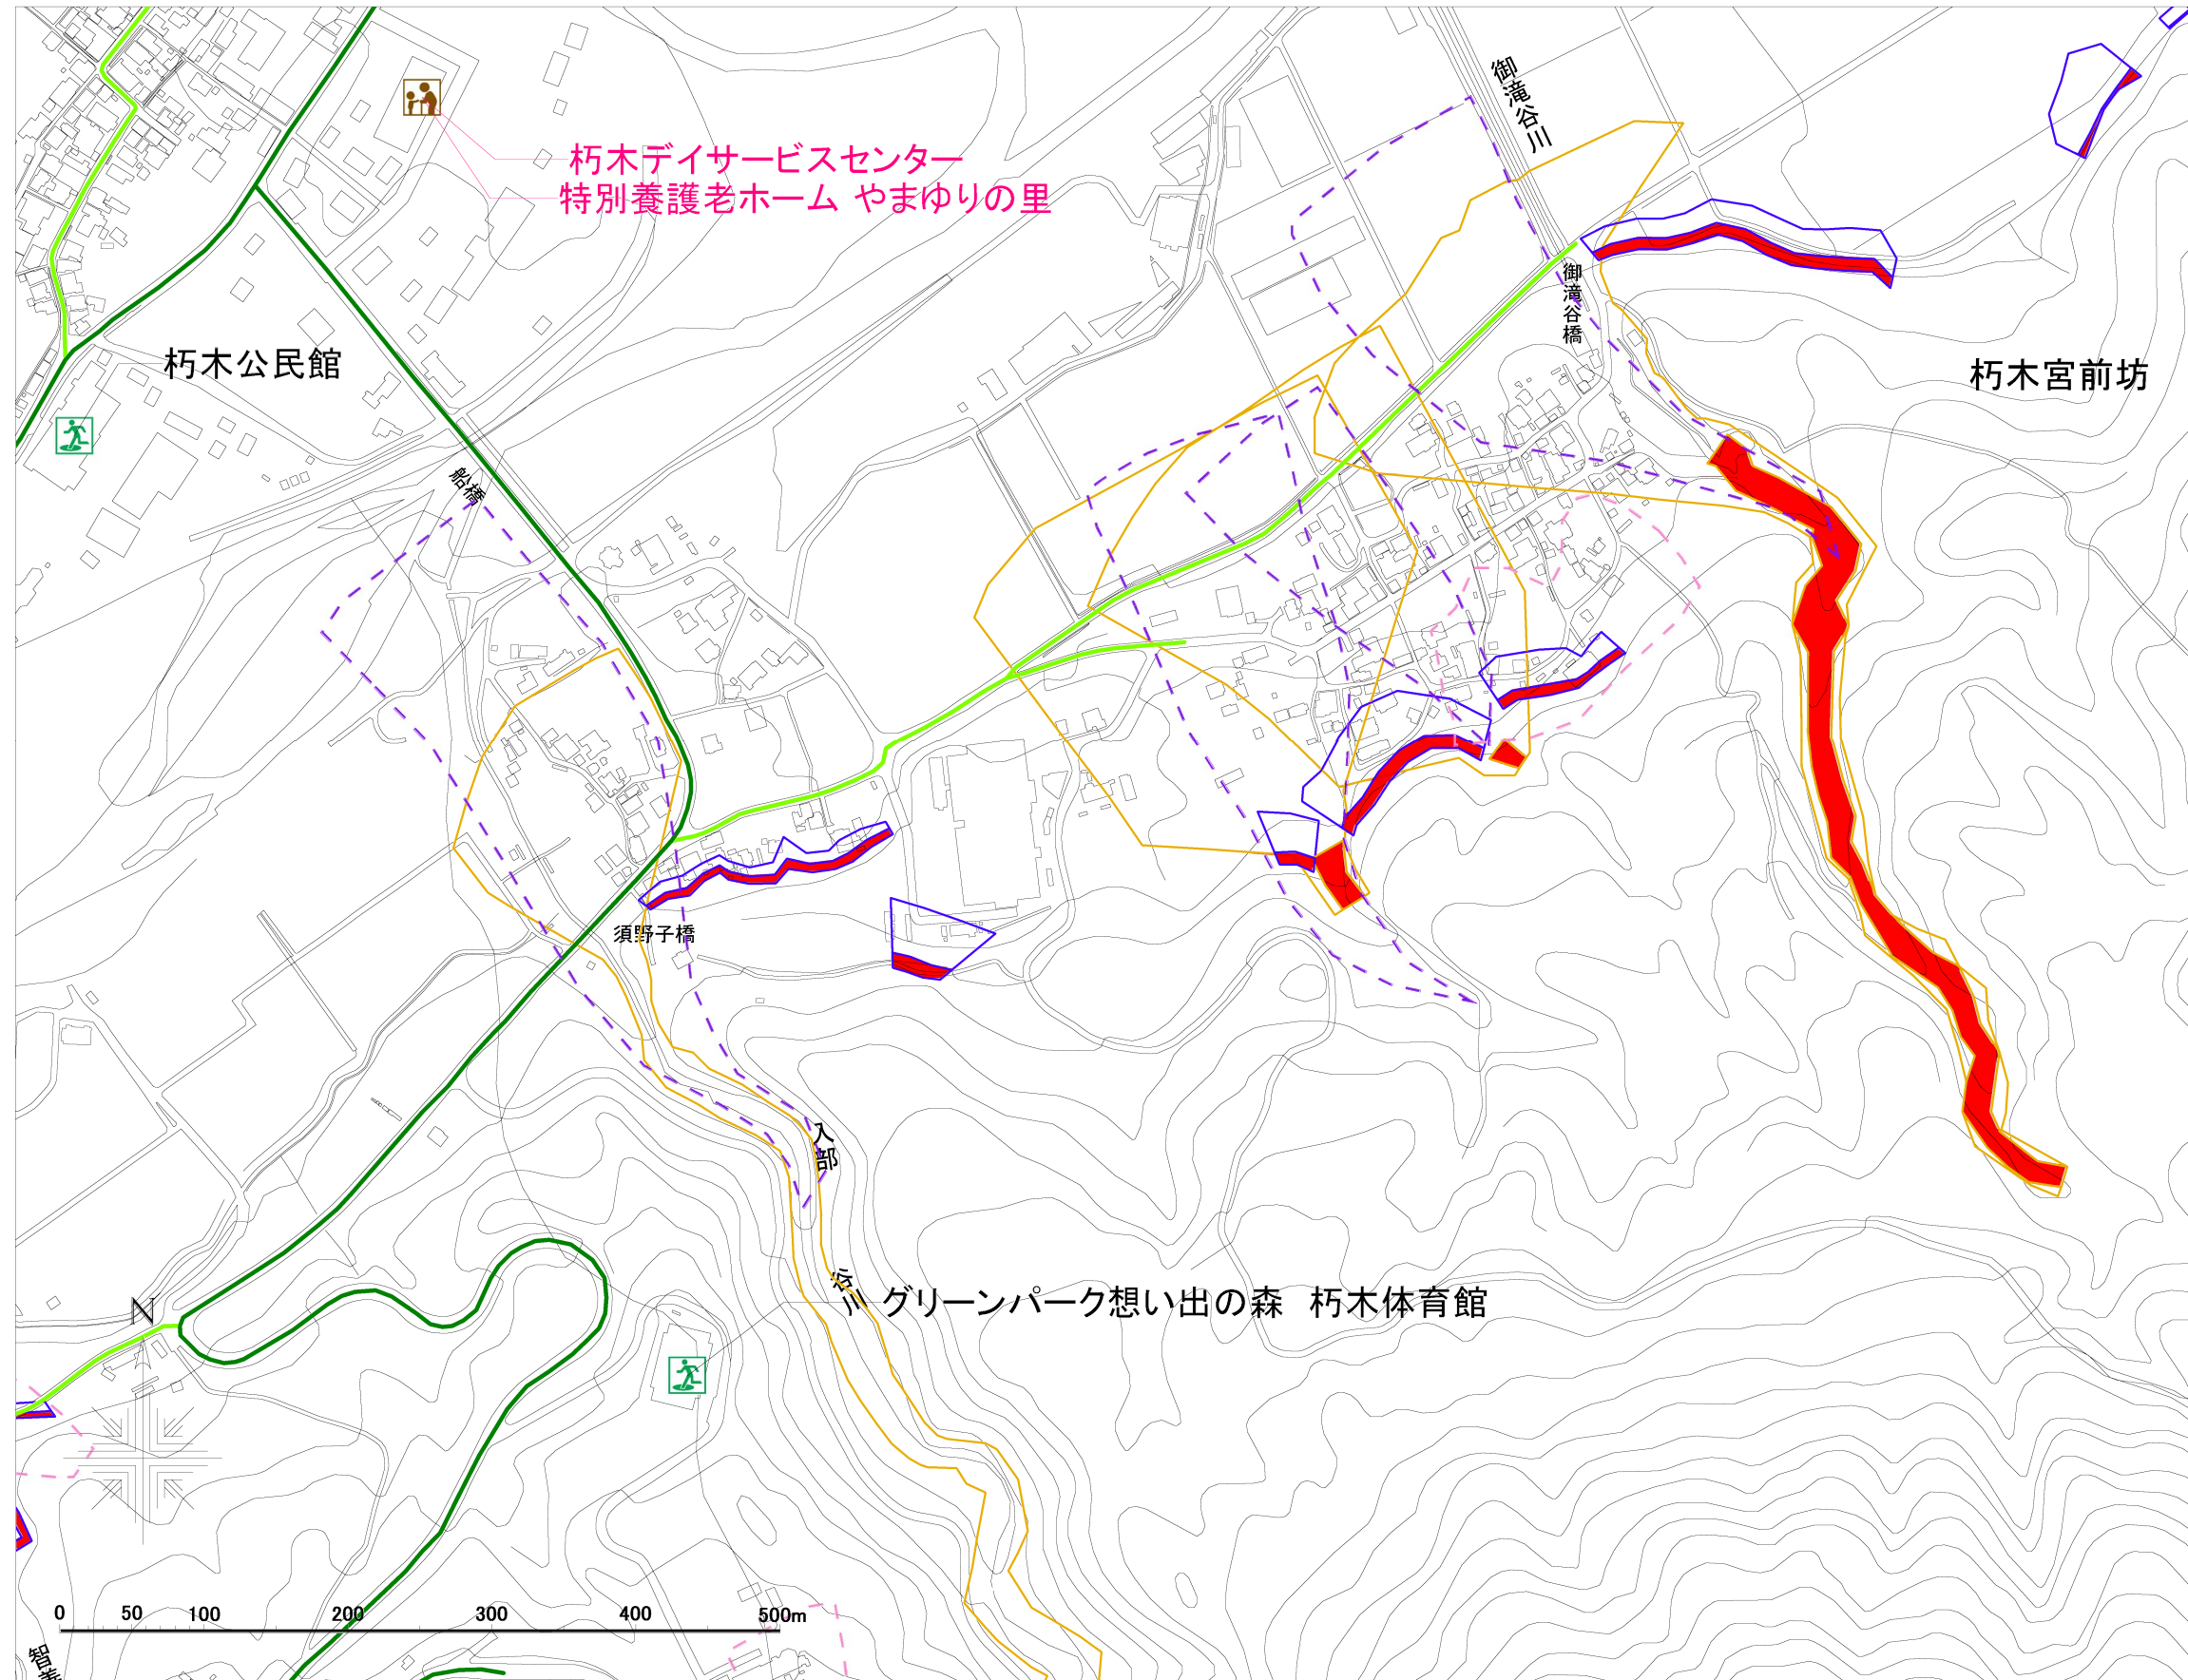 御滝谷川
朽木デイサービスセンター
特別養護老ホーム やまゆりの里
御滝谷橋
朽木公民館
朽木宮前坊
船橋
須野子橋
入部
谷川
グリーンパーク想い出の森 朽木体育館
N
0 50 100 200 300 400 500m
智善